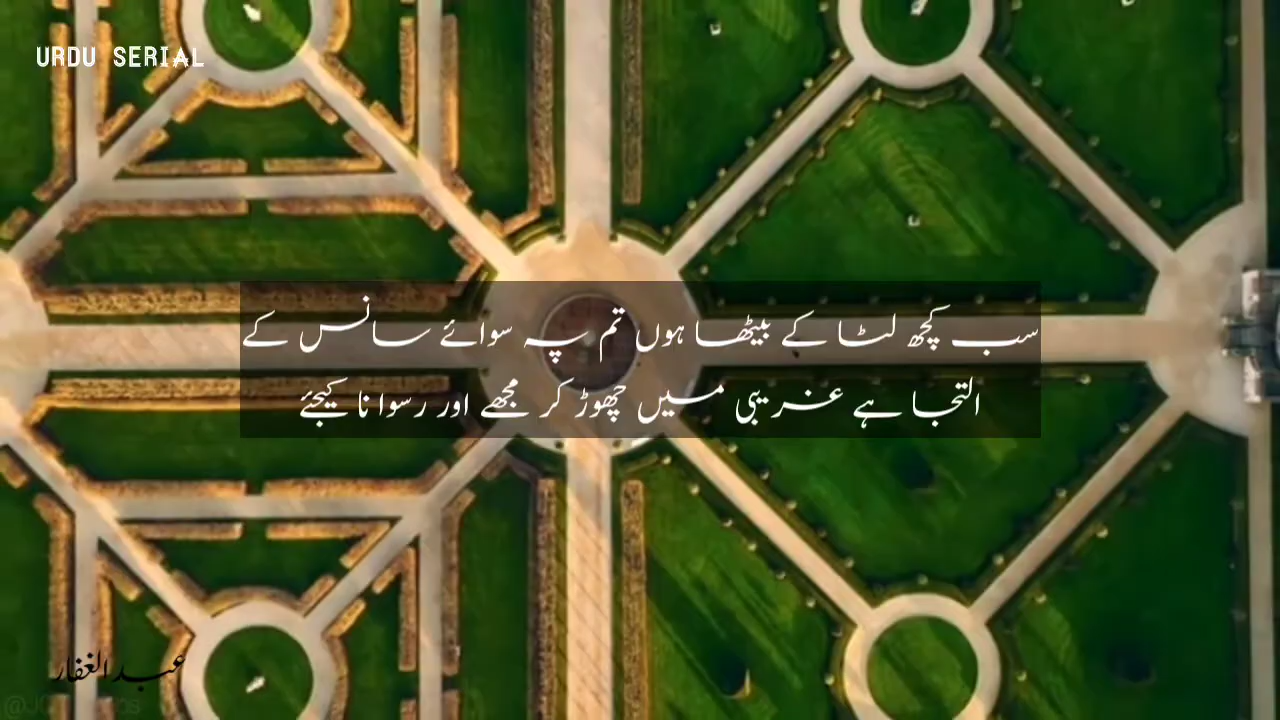 URDU SERIAL
سب کچھ لٹا کے بیٹھا ہوں تم پہ سوائے سانس کے
التجا ہے غریبی میں چھوڑ کر مجھے اور رسوا نا کیجئے
عبدالغفار